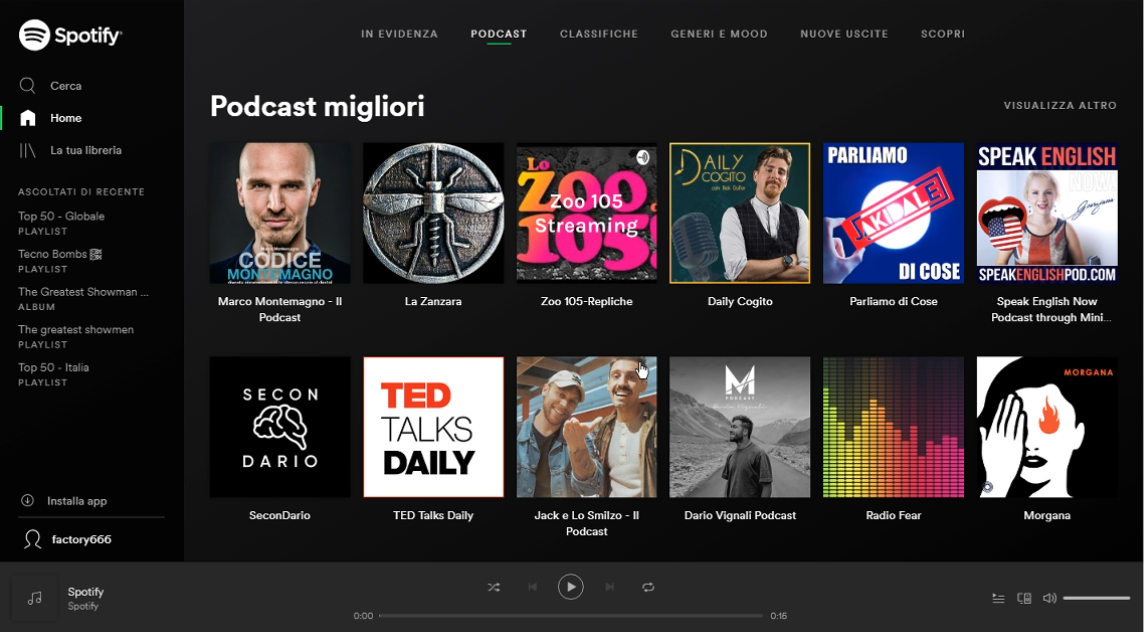 Spotify
IN EVIDENZA
PODCAST
CLASSIFICHE
GENERI E MOOD
NUOVE USCITE
SCOPRI
Cerca
Home
La tua libreria
ASCOLTATI DI RECENTE
Top 50 - Globale
PLAYLIST
Tecno Bombs
PLAYLIST
The Greatest Showman ...
ALBUM
The greatest showmen
PLAYLIST
Top 50 - Italia
PLAYLIST
Installa app
factory666
Podcast migliori
VISUALIZZA ALTRO
CODICE
MONTEMAGNO
Marco Montemagno - Il
Podcast
La Zanzara
Lo
ZOO
105
Zoo 105
Streaming
Zoo 105-Repliche
DAILY
COGITO
Daily Cogito
PARLIAMO
JAKIDALE
DI COSE
Parliamo di Cose
SPEAK ENGLISH
NOW
SPEAKENGLISHPOD.COM
Speak English Now
Podcast through Mini...
SECON
DARIO
SeconDario
TED
TALKS
DAILY
TED Talks Daily
Jack e Lo Smilzo - Il
Podcast
M
PODCAST
Dario Vignali Podcast
Radio Fear
MORGANA
Morgana
Spotify
Spotify
0:00
0:16